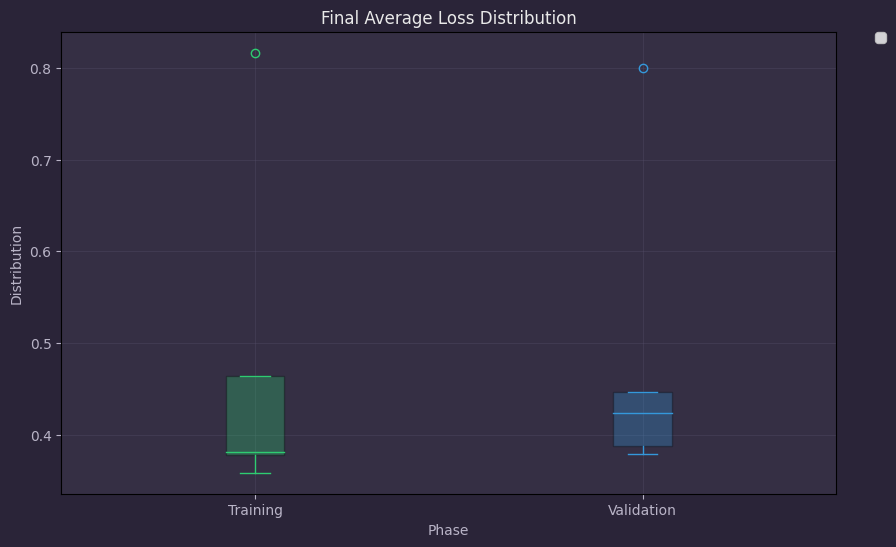 Final Average Loss Distribution
0.8
0.7
0.6
0.5
0.4
Distribution
Training
Validation
Phase